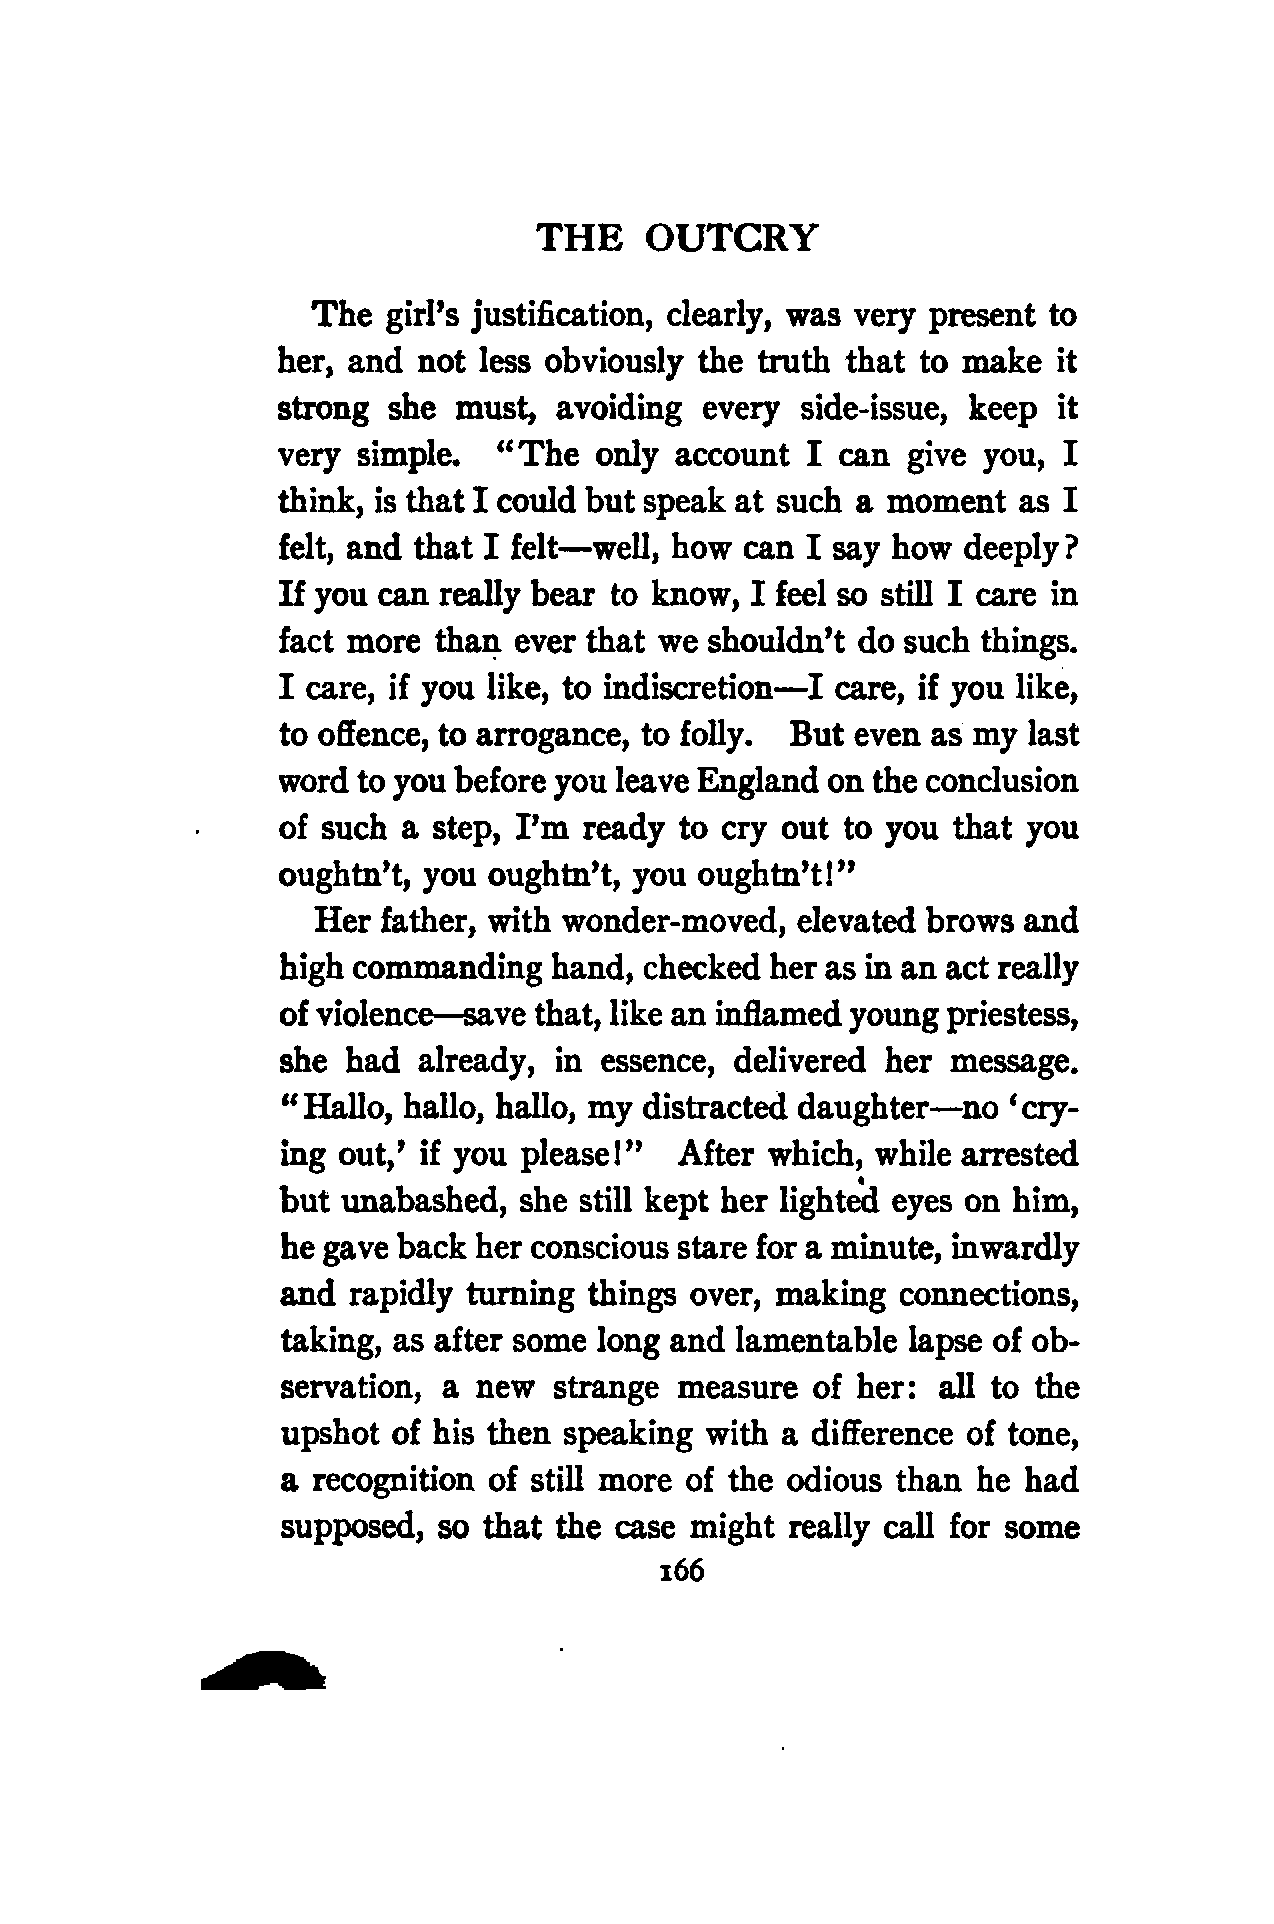 THE OUTCRY
The girl's justification, clearly, was very present to
her, and not less obviously the truth that to make it
strong she must, avoiding every side-issue, keep it
very simple. "The only account I can give you, I
think, is that I could but speak at such a moment as I
felt, and that I felt—well, how can I say how deeply?
If you can really bear to know, I feel so still I care in
fact more than ever that we shouldn't do such things.
I care, if you like, to indiscretion—I care, if you like,
to offence, to arrogance, to folly. But even as my last
word to you before you leave England on the conclusion
of such a step, I'm ready to cry out to you that you
oughtn't, you oughtn't, you oughtn't!"
Her father, with wonder-moved, elevated brows and
high commanding hand, checked her as in an act really
of violence—save that, like an inflamed young priestess,
she had already, in essence, delivered her message.
"Hallo, hallo, hallo, my distracted daughter—no 'cry-
ing out,' if you please!" After which, while arrested
but unabashed, she still kept her lighted eyes on him,
he gave back her conscious stare for a minute, inwardly
and rapidly turning things over, making connections,
taking, as after some long and lamentable lapse of ob-
servation, a new strange measure of her: all to the
upshot of his then speaking with a difference of tone,
a recognition of still more of the odious than he had
supposed, so that the case might really call for some
166